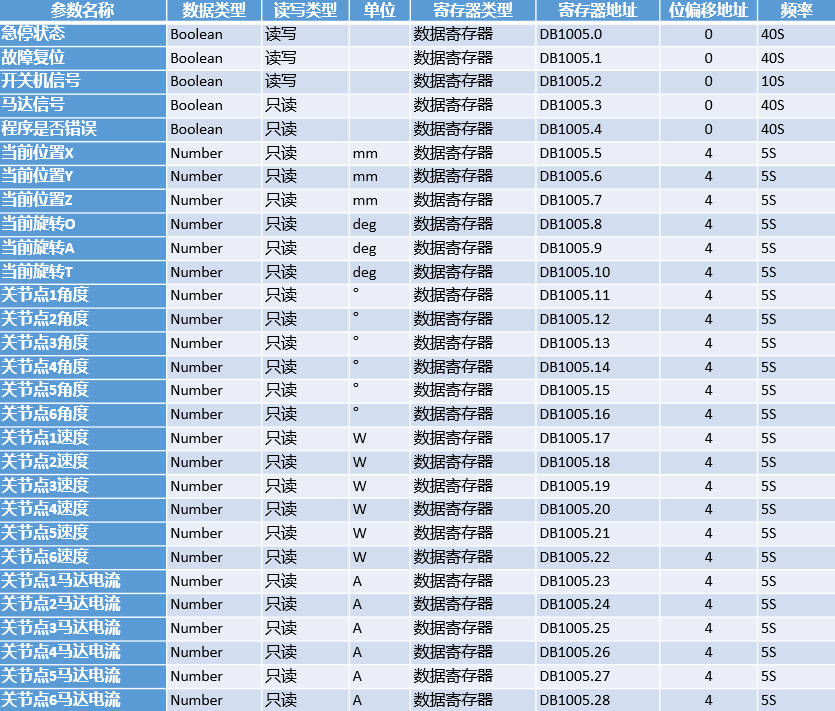 参数名称 数据类型 读写类型 单位 寄存器类型 寄存器地址 位偏移地址 频率
急停状态 Boolean 读写 数据寄存器 DB1005.0 0 40S
故障复位 Boolean 读写 数据寄存器 DB1005.1 0 40S
开关机信号 Boolean 读写 数据寄存器 DB1005.2 0 10S
马达信号 Boolean 只读 数据寄存器 DB1005.3 0 40S
程序是否错误 Boolean 只读 数据寄存器 DB1005.4 0 40S
当前位置X Number 只读 mm 数据寄存器 DB1005.5 4 5S
当前位置Y Number 只读 mm 数据寄存器 DB1005.6 4 5S
当前位置Z Number 只读 mm 数据寄存器 DB1005.7 4 5S
当前旋转O Number 只读 deg 数据寄存器 DB1005.8 4 5S
当前旋转A Number 只读 deg 数据寄存器 DB1005.9 4 5S
当前旋转T Number 只读 deg 数据寄存器 DB1005.10 4 5S
关节点1角度 Number 只读 ° 数据寄存器 DB1005.11 4 5S
关节点2角度 Number 只读 ° 数据寄存器 DB1005.12 4 5S
关节点3角度 Number 只读 ° 数据寄存器 DB1005.13 4 5S
关节点4角度 Number 只读 ° 数据寄存器 DB1005.14 4 5S
关节点5角度 Number 只读 ° 数据寄存器 DB1005.15 4 5S
关节点6角度 Number 只读 ° 数据寄存器 DB1005.16 4 5S
关节点1速度 Number 只读 W 数据寄存器 DB1005.17 4 5S
关节点2速度 Number 只读 W 数据寄存器 DB1005.18 4 5S
关节点3速度 Number 只读 W 数据寄存器 DB1005.19 4 5S
关节点4速度 Number 只读 W 数据寄存器 DB1005.20 4 5S
关节点5速度 Number 只读 W 数据寄存器 DB1005.21 4 5S
关节点6速度 Number 只读 W 数据寄存器 DB1005.22 4 5S
关节点1马达电流 Number 只读 A 数据寄存器 DB1005.23 4 5S
关节点2马达电流 Number 只读 A 数据寄存器 DB1005.24 4 5S
关节点3马达电流 Number 只读 A 数据寄存器 DB1005.25 4 5S
关节点4马达电流 Number 只读 A 数据寄存器 DB1005.26 4 5S
关节点5马达电流 Number 只读 A 数据寄存器 DB1005.27 4 5S
关节点6马达电流 Number 只读 A 数据寄存器 DB1005.28 4 5S